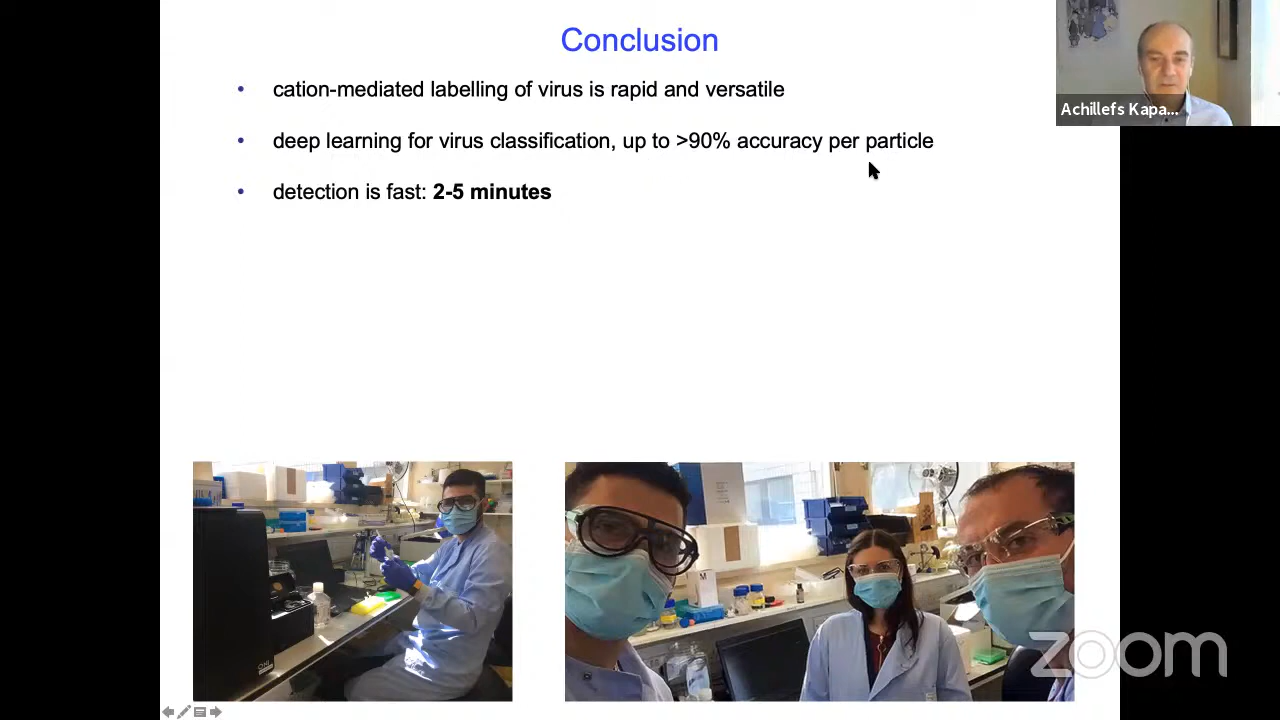 Conclusion
• cation-mediated labelling of virus is rapid and versatile
• deep learning for virus classification, up to >90% accuracy per particle
• detection is fast: 2-5 minutes
Achillefs Kapa...
ONI
M
zoom